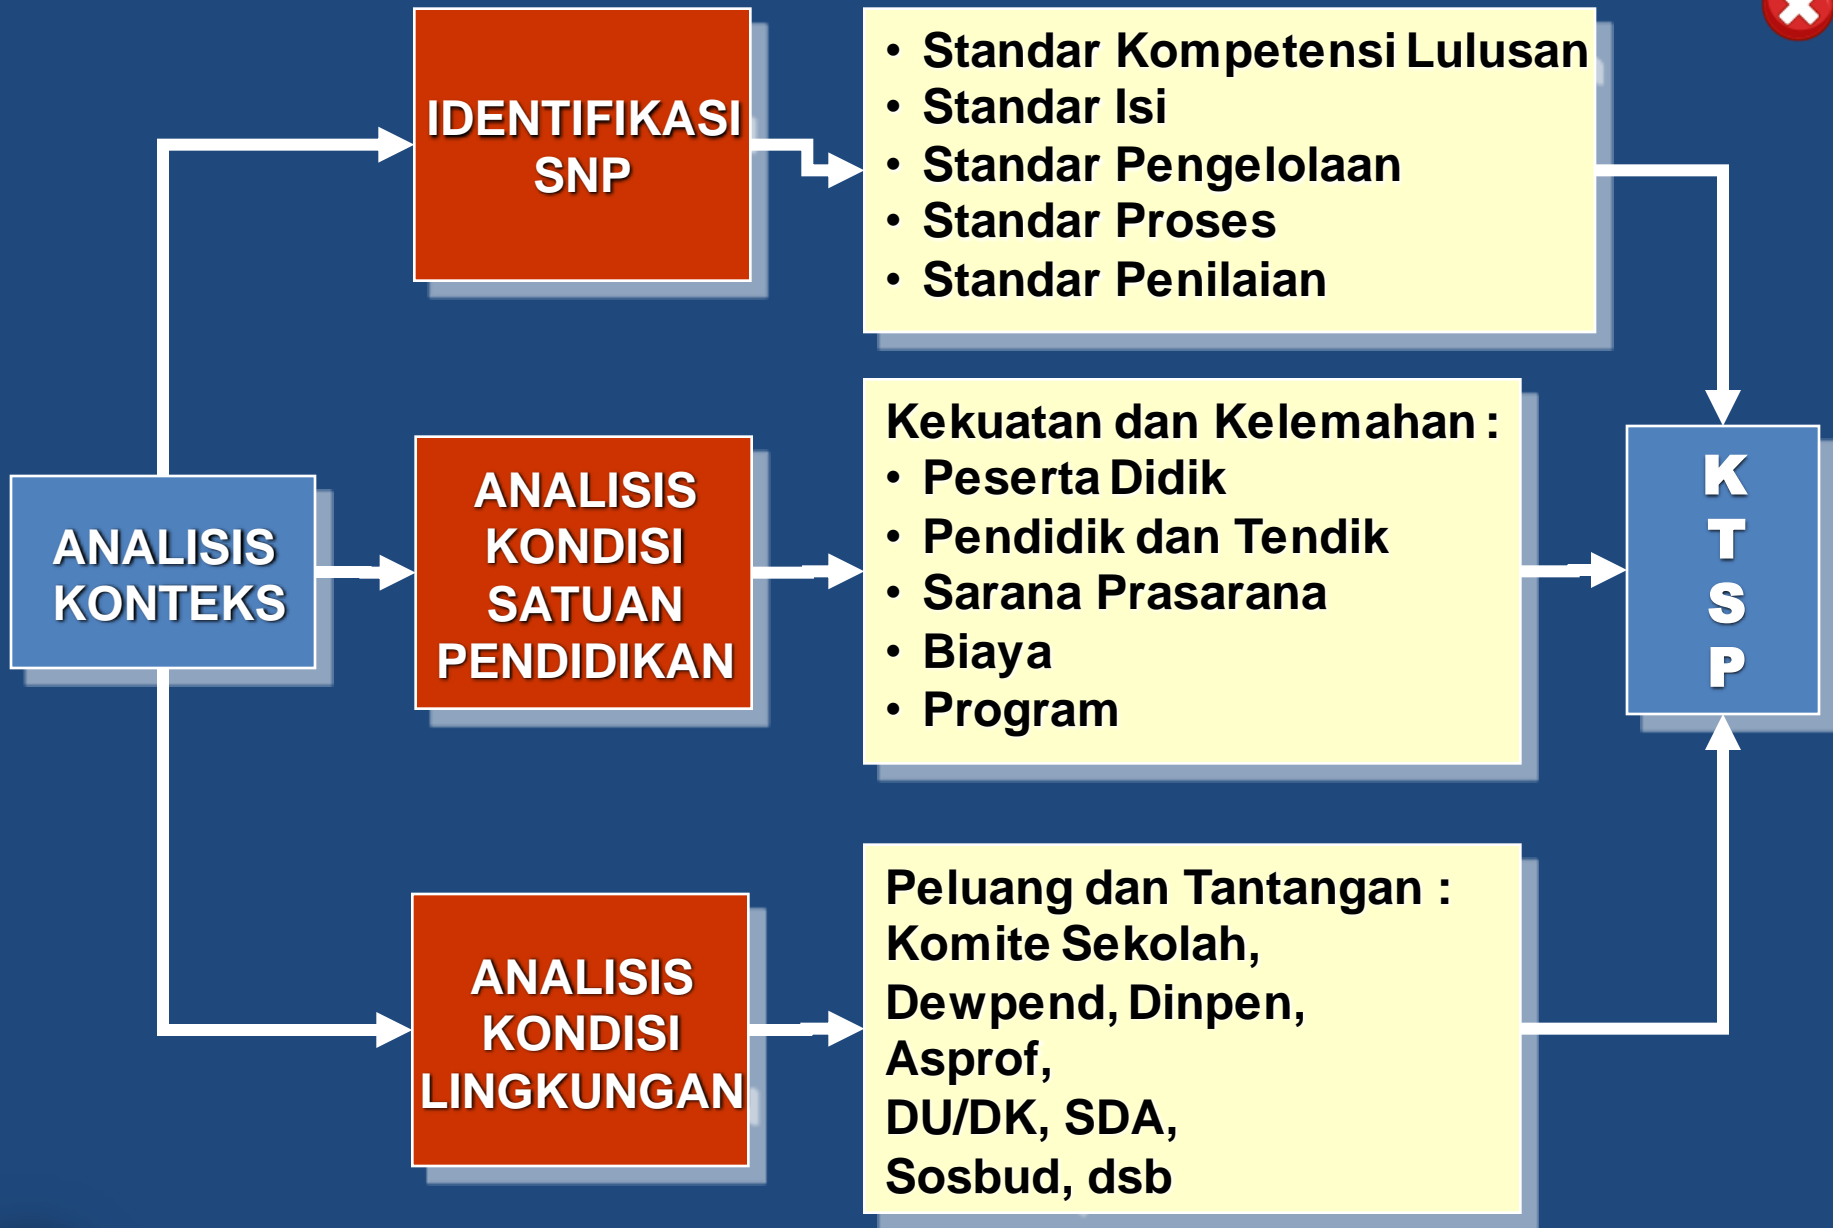 IDENTIFIKASI
SNP
• Standar Kompetensi Lulusan
• Standar Isi
• Standar Pengelolaan
• Standar Proses
• Standar Penilaian
ANALISIS
KONTEKS
ANALISIS
KONDISI
SATUAN
PENDIDIKAN
Kekuatan dan Kelemahan :
• Peserta Didik
• Pendidik dan Tendik
• Sarana Prasarana
• Biaya
• Program
K
T
S
P
ANALISIS
KONDISI
LINGKUNGAN
Peluang dan Tantangan :
Komite Sekolah,
Dewpend, Dinpen,
Asprof,
DU/DK, SDA,
Sosbud, dsb